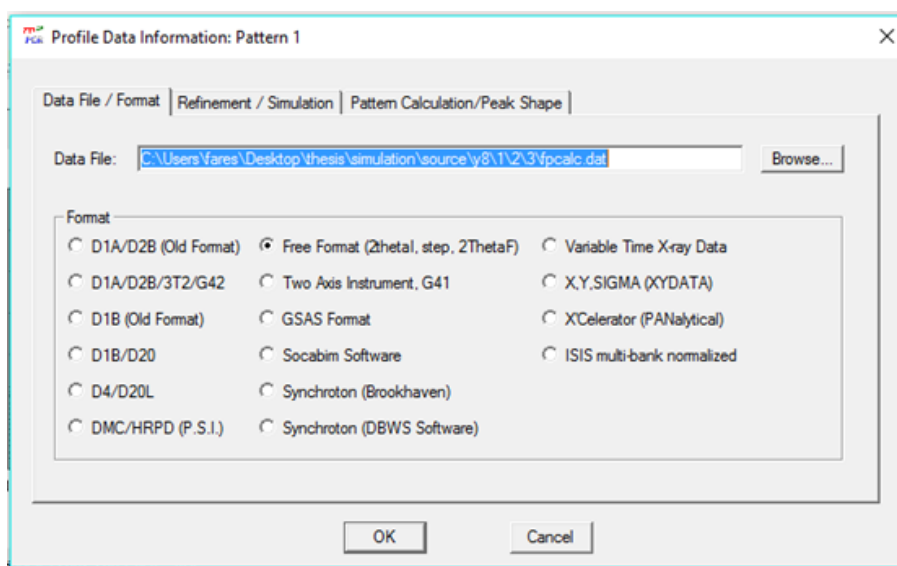 Profile Data Information: Pattern 1
Data File / Format Refinement / Simulation Pattern Calculation/Peak Shape
Data File: C:\Users\fares\Desktop\thesis\simulation\source\y8\1\2\3\fpcalc.dat Browse...
Format
D1A/D2B (Old Format) Free Format (2thetaI, step, 2ThetaF) Variable Time X-ray Data
D1A/D2B/3T2/G42 Two Axis Instrument, G41 X,Y,SIGMA (XYDATA)
D1B (Old Format) GSAS Format X'Celerator (PANalytical)
D1B/D20 Socabim Software ISIS multi-bank normalized
D4/D20L Synchroton (Brookhaven)
DMC/HRPD (P.S.I.) Synchroton (DBWS Software)
OK Cancel